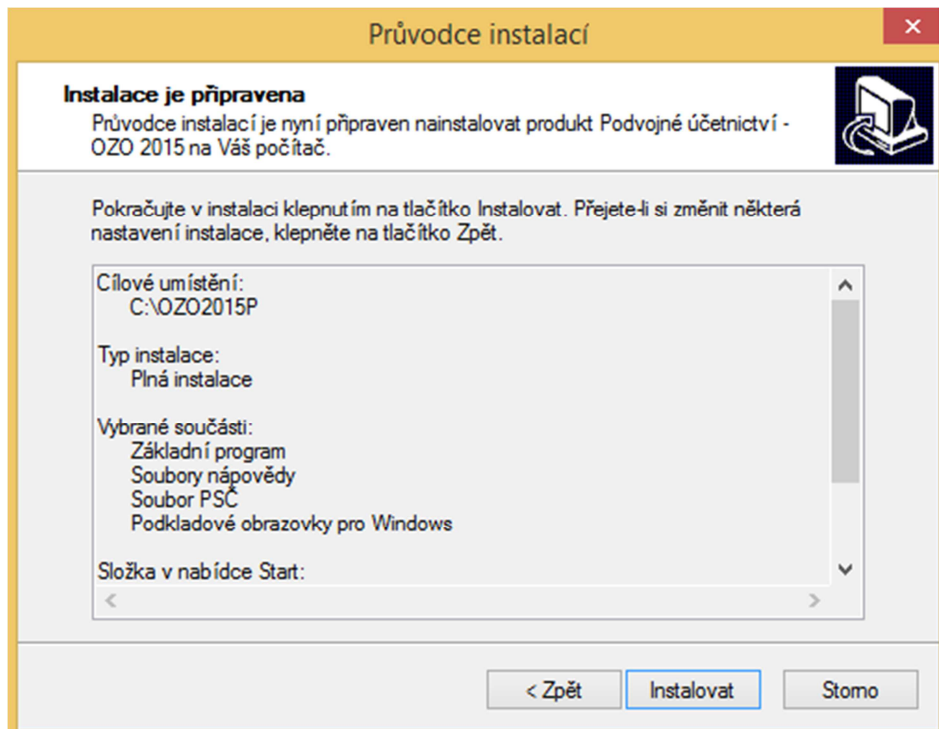 Průvodce instalací
Instalace je připravena
Průvodce instalací je nyní připraven nainstalovat produkt Podvojné účetnictví -
OZO 2015 na Váš počítač.
Pokračujte v instalaci klepnutím na tlačítko Instalovat. Přejete-li si změnit některá
nastavení instalace, klepněte na tlačítko Zpět.
Cílové umístění:
C:\OZO2015P
Typ instalace:
Plná instalace
Vybrané součásti:
Základní program
Soubory nápovědy
Soubor PSČ
Podkladové obrazovky pro Windows
Složka v nabídce Start:
< Zpět
Instalovat
Storno